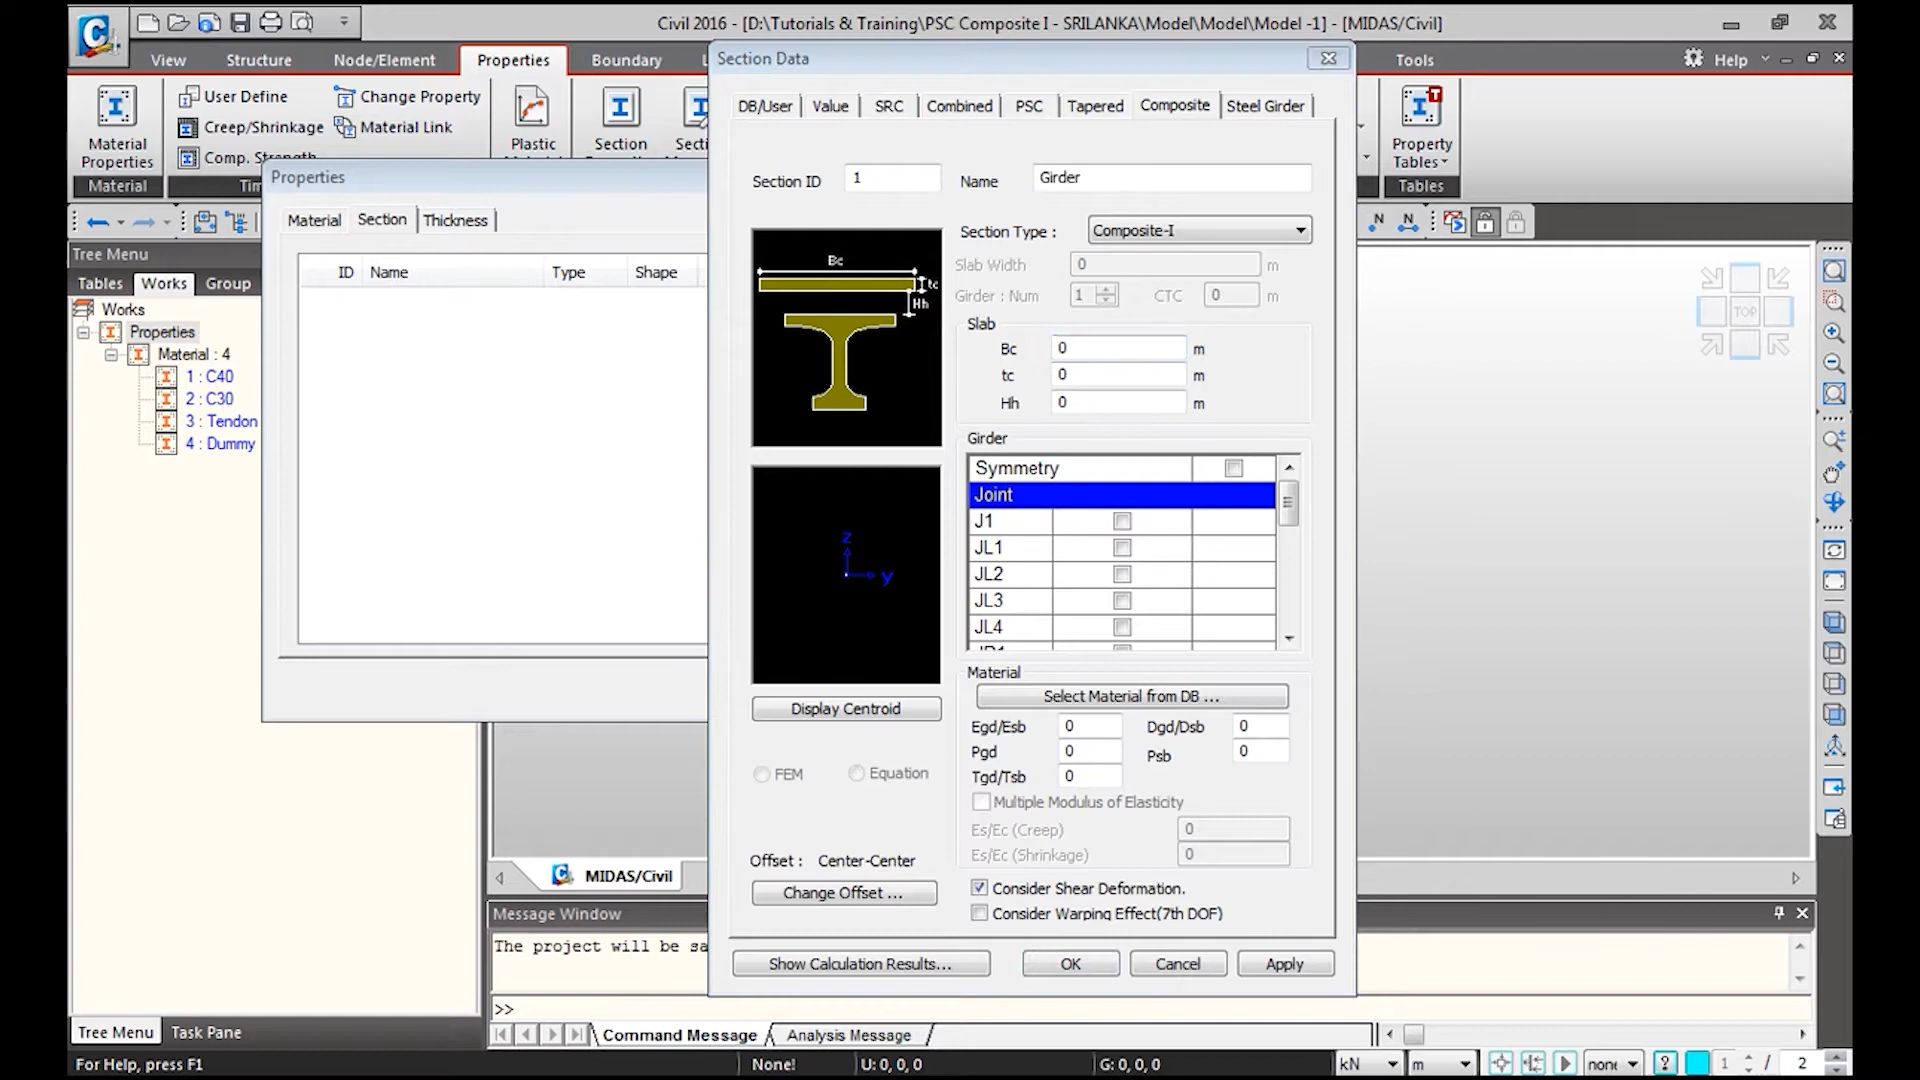 Civil 2016 - [D:\Tutorials & Training\PSC Composite I - SRILANKA\Model\Model\Model -1] - [MIDAS/Civil]
View Structure Node/Element Properties Boundary Tools Help
Material Properties
Material
User Define
Creep/Shrinkage
Comp. Strength
Change Property
Material Link
Plastic
Section
Property Tables
Tables
Tree Menu
Tables Works Group
Works
Properties
Material : 4
1 : C40
2 : C30
3 : Tendon
4 : Dummy
Tree Menu Task Pane
Properties
Material Section Thickness
ID Name Type Shape
Section Data
DB/User Value SRC Combined PSC Tapered Composite Steel Girder
Section ID 1 Name Girder
Section Type : Composite-I
Slab Width 0 m
Girder : Num 1 CTC 0 m
Bc
tc
Hh
Slab
Bc 0 m
tc 0 m
Hh 0 m
Girder
Symmetry
Joint
J1
JL1
JL2
JL3
JL4
z
y
Display Centroid
FEM Equation
Offset : Center-Center
Change Offset ...
Material
Select Material from DB ...
Egd/Esb 0 Dgd/Dsb 0
Pgd 0 Psb 0
Tgd/Tsb 0
Multiple Modulus of Elasticity
Es/Ec (Creep) 0
Es/Ec (Shrinkage) 0
Consider Shear Deformation.
Consider Warping Effect(7th DOF)
Show Calculation Results... OK Cancel Apply
TOP
N N
MIDAS/Civil
Message Window
The project will be
>>
Command Message Analysis Message
For Help, press F1 None! U: 0, 0, 0 G: 0, 0, 0 kN m none ? 1 / 2